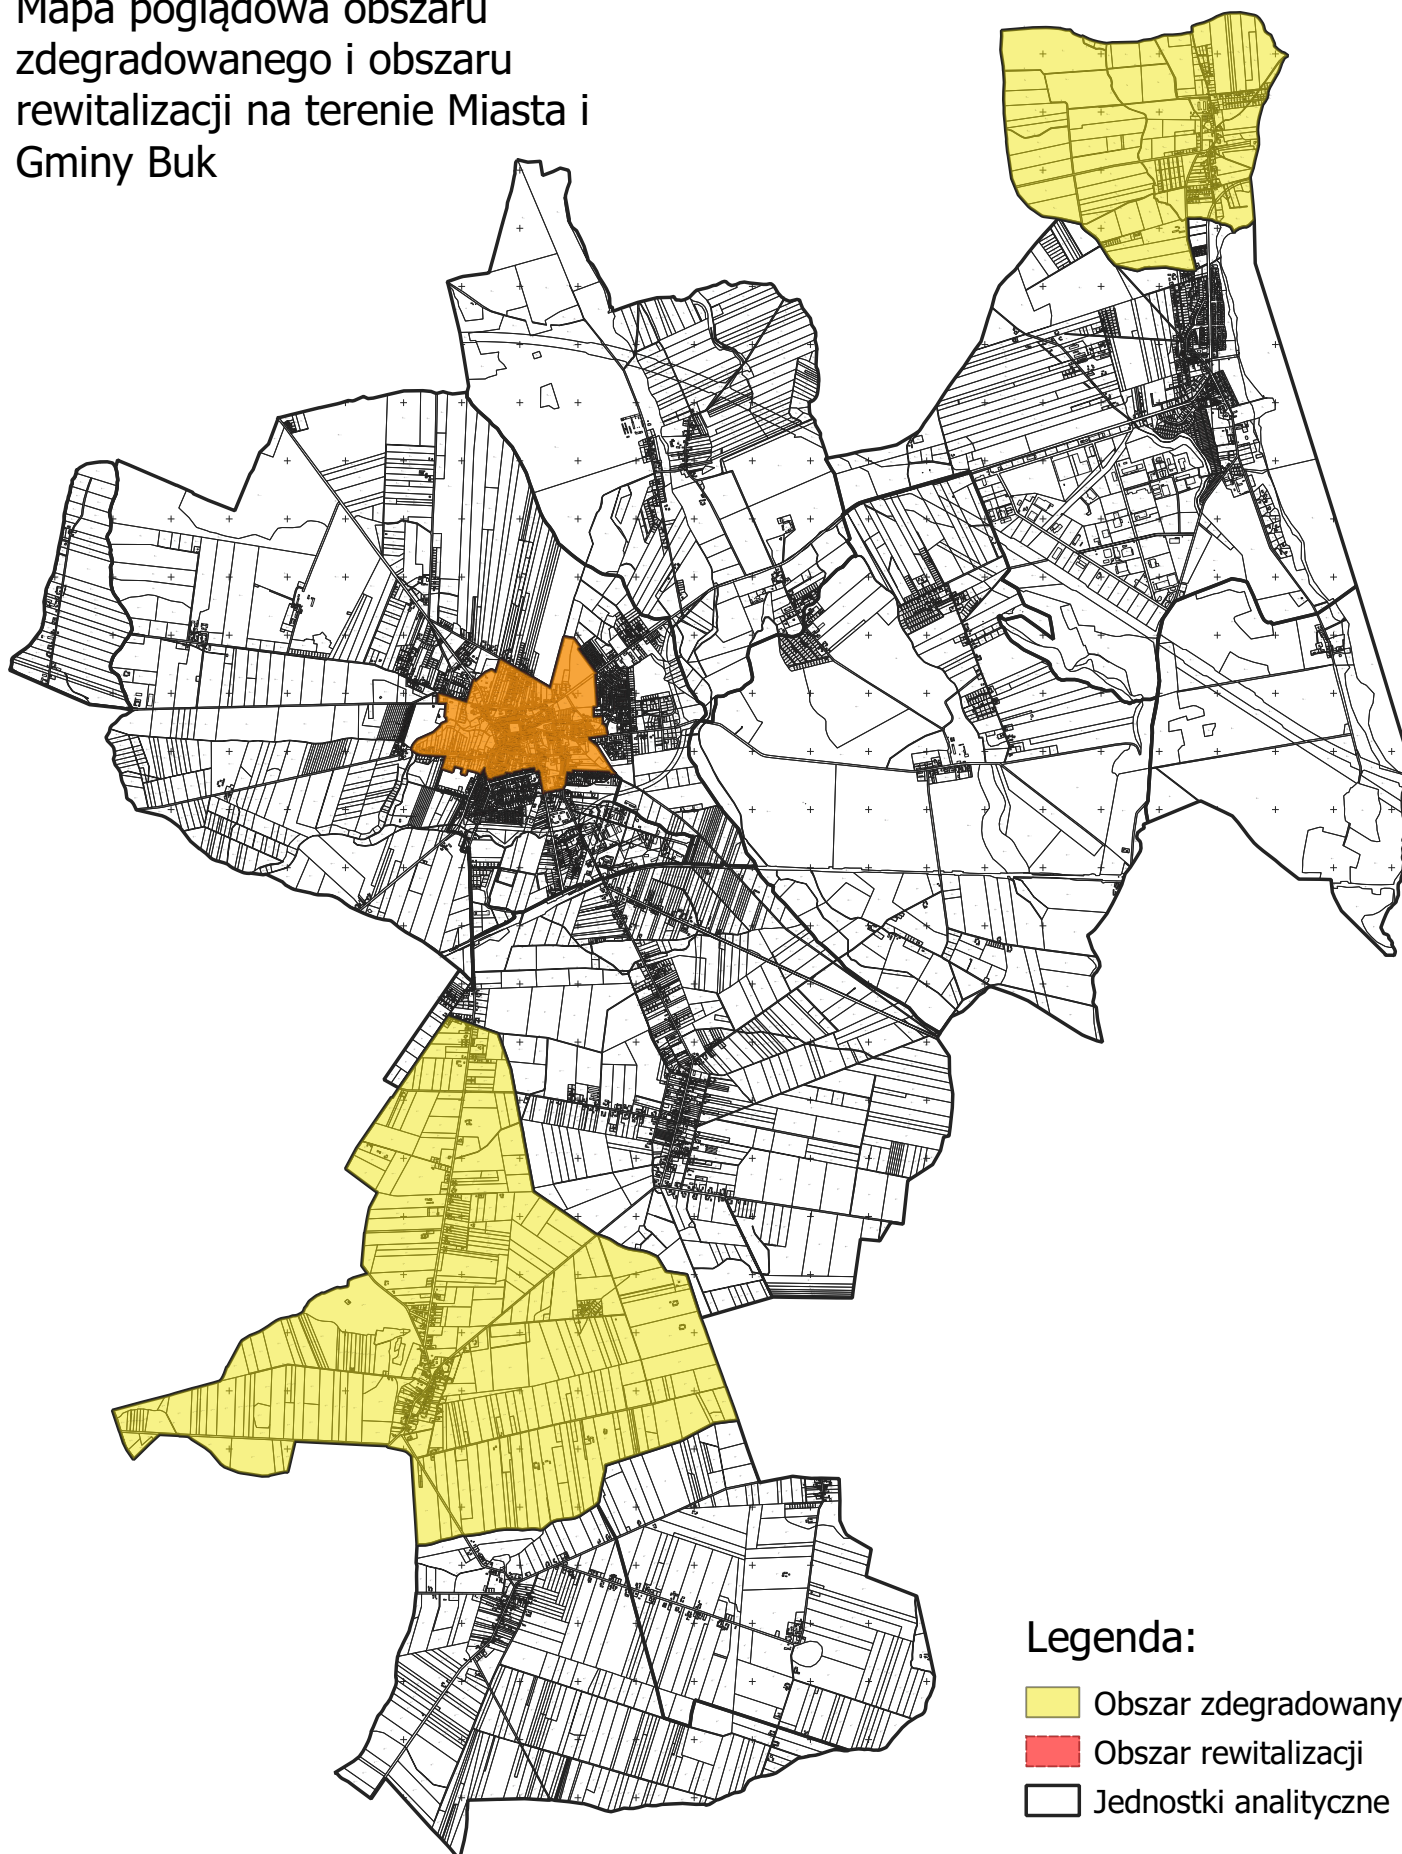 Mapa poglądowa obszaru
zdegradowanego i obszaru
rewitalizacji na terenie Miasta i
Gminy Buk
Legenda:
Obszar zdegradowany
Obszar rewitalizacji
Jednostki analityczne